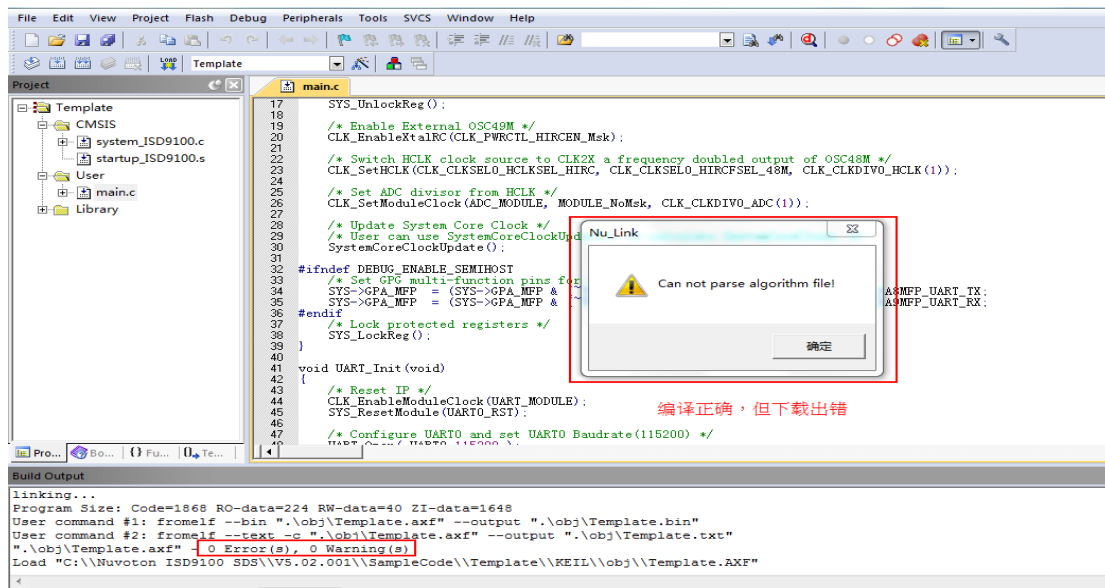 File Edit View Project Flash Debug Peripherals Tools SVCS Window Help
LOAD
Template
Project
main.c
Template
CMSIS
system_ISD9100.c
startup_ISD9100.s
User
main.c
Library
17 SYS_UnlockReg();
18
19 /* Enable External OSC49M */
20 CLK_EnableXtalRC(CLK_PWRCTL_HIRCEN_Msk);
21
22 /* Switch HCLK clock source to CLK2X a frequency doubled output of OSC48M */
23 CLK_SetHCLK(CLK_CLKSEL0_HCLKSEL_HIRC, CLK_CLKSEL0_HIRCFSEL_48M, CLK_CLKDIV0_HCLK(1));
24
25 /* Set ADC divisor from HCLK */
26 CLK_SetModuleClock(ADC_MODULE, MODULE_NoMsk, CLK_CLKDIV0_ADC(1));
27
28 /* Update System Core Clock */
29 /* User can use SystemCoreClockUpd
30 SystemCoreClockUpdate();
31
32 #ifndef DEBUG_ENABLE_SEMIHOST
33 /* Set GPG multi-function pins for
34 SYS->GPA_MFP = (SYS->GPA_MFP & (~ A8MFP_UART_TX;
35 SYS->GPA_MFP = (SYS->GPA_MFP & (~ A9MFP_UART_RX;
36 #endif
37 /* Lock protected registers */
38 SYS_LockReg();
39 }
40
41 void UART_Init(void)
42 {
43 /* Reset IP */
44 CLK_EnableModuleClock(UART_MODULE);
45 SYS_ResetModule(UART0_RST);
46
47 /* Configure UART0 and set UART0 Baudrate(115200) */
Nu_Link
Can not parse algorithm file!
确定
编译正确，但下载出错
Pro... Bo... {} Fu... Te...
Build Output
linking...
Program Size: Code=1868 RO-data=224 RW-data=40 ZI-data=1648
User command #1: fromelf --bin ".\obj\Template.axf" --output ".\obj\Template.bin"
User command #2: fromelf --text -c ".\obj\Template.axf" --output ".\obj\Template.txt"
".\obj\Template.axf" - 0 Error(s), 0 Warning(s)
Load "C:\\Nuvoton ISD9100 SDS\\V5.02.001\\SampleCode\\Template\\KEIL\\obj\\Template.AXF"